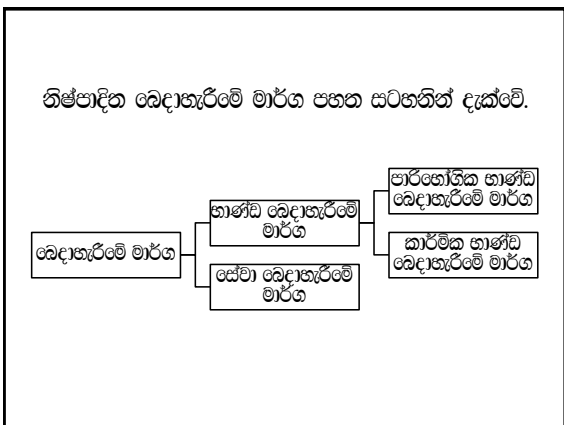 නිෂ්පාදිත බෙදාහැරීමේ මාර්ග පහත සටහනින් දැක්වේ.
බෙදාහැරීමේ මාර්ග
භාණ්ඩ බෙදාහැරීමේ
මාර්ග
සේවා බෙදාහැරීමේ
මාර්ග
පාරිභෝගික භාණ්ඩ
බෙදාහැරීමේ මාර්ග
කාර්මික භාණ්ඩ
බෙදාහැරීමේ මාර්ග